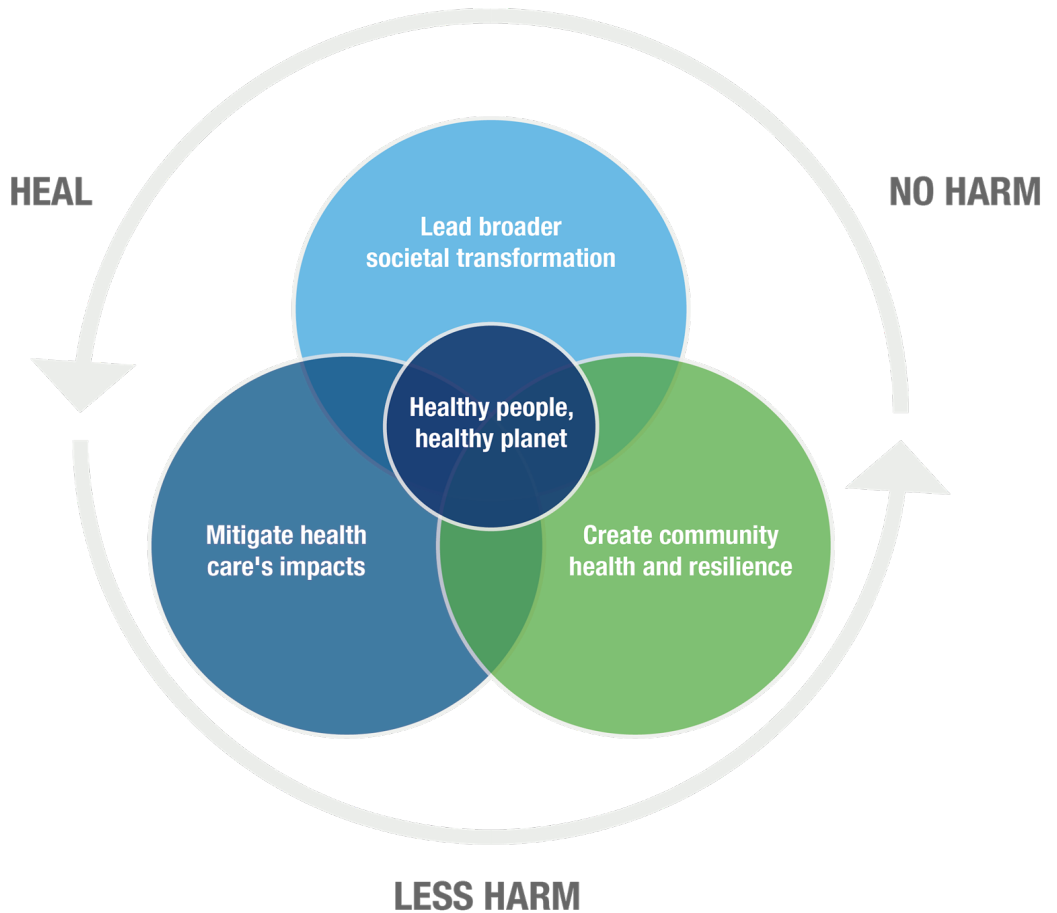 HEAL
NO HARM
Lead broader
societal transformation
Healthy people,
healthy planet
Mitigate health
care's impacts
Create community
health and resilience
LESS HARM